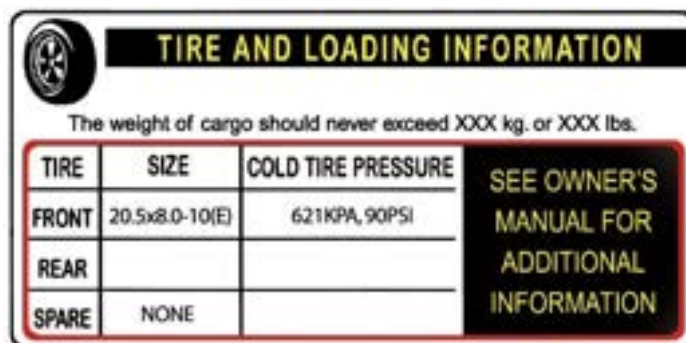 TIRE AND LOADING INFORMATION
The weight of cargo should never exceed XXX kg. or XXX lbs.
TIRE SIZE COLD TIRE PRESSURE
FRONT 20.5x8.0-10(E) 621KPA, 90PSI
REAR
SPARE NONE
SEE OWNER'S
MANUAL FOR
ADDITIONAL
INFORMATION